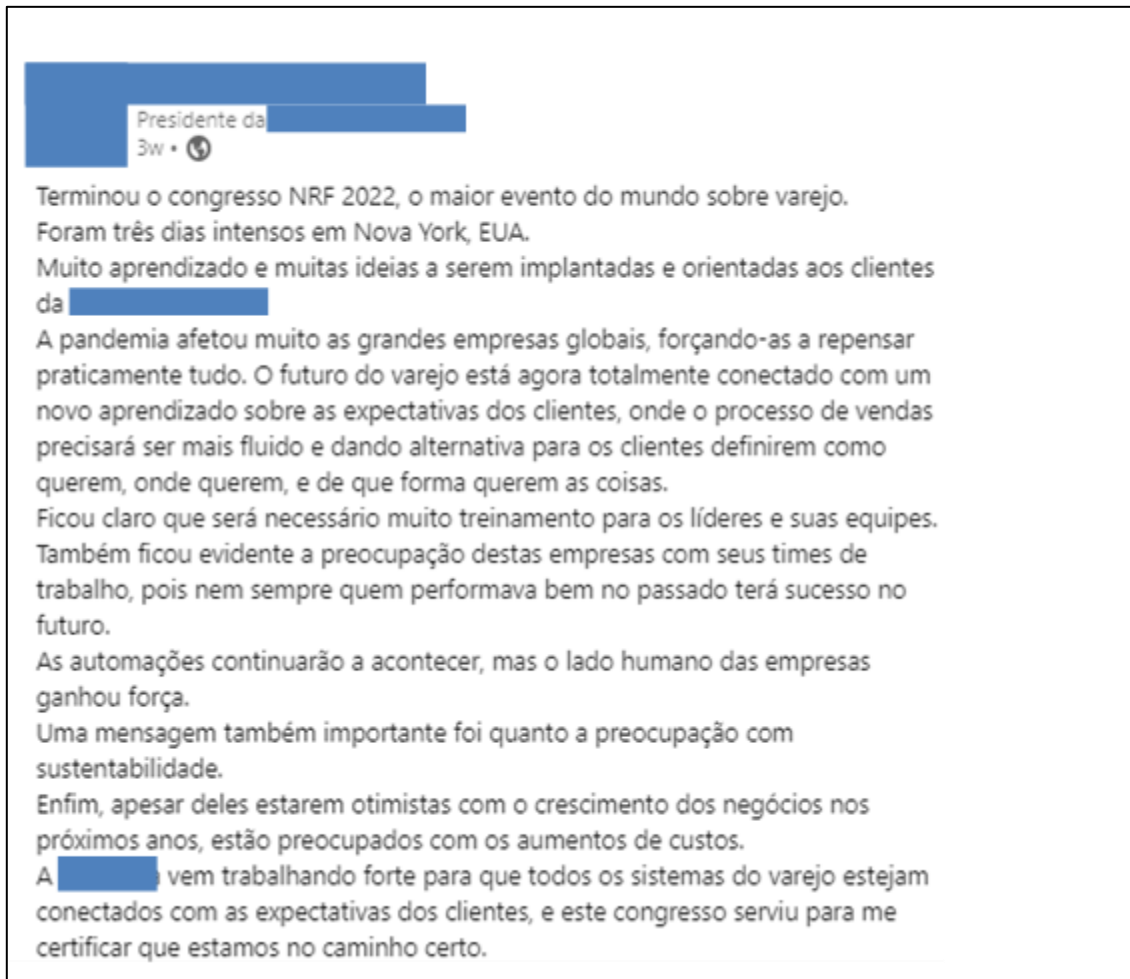 Presidente da
3w •
Terminou o congresso NRF 2022, o maior evento do mundo sobre varejo.
Foram três dias intensos em Nova York, EUA.
Muito aprendizado e muitas ideias a serem implantadas e orientadas aos clientes
da
A pandemia afetou muito as grandes empresas globais, forçando-as a repensar
praticamente tudo. O futuro do varejo está agora totalmente conectado com um
novo aprendizado sobre as expectativas dos clientes, onde o processo de vendas
precisará ser mais fluido e dando alternativa para os clientes definirem como
querem, onde querem, e de que forma querem as coisas.
Ficou claro que será necessário muito treinamento para os líderes e suas equipes.
Também ficou evidente a preocupação destas empresas com seus times de
trabalho, pois nem sempre quem performava bem no passado terá sucesso no
futuro.
As automações continuarão a acontecer, mas o lado humano das empresas
ganhou força.
Uma mensagem também importante foi quanto a preocupação com
sustentabilidade.
Enfim, apesar deles estarem otimistas com o crescimento dos negócios nos
próximos anos, estão preocupados com os aumentos de custos.
A vem trabalhando forte para que todos os sistemas do varejo estejam
conectados com as expectativas dos clientes, e este congresso serviu para me
certificar que estamos no caminho certo.